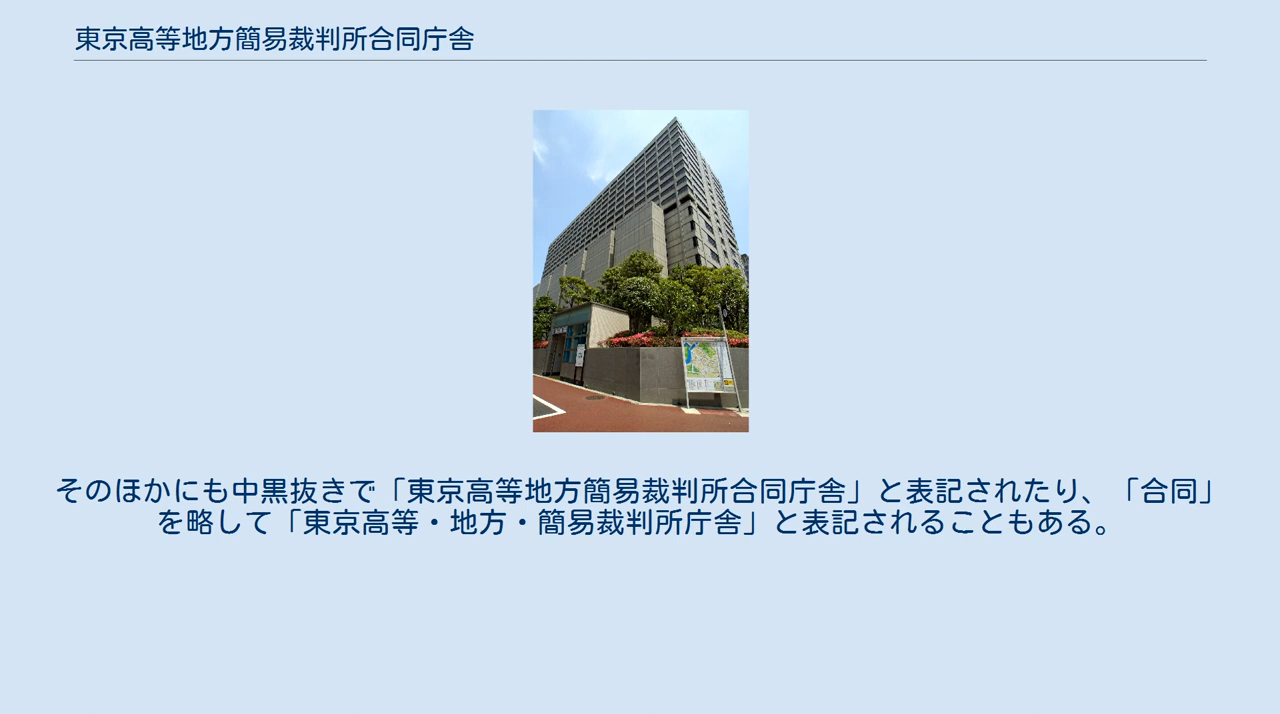 東京高等地方簡易裁判所合同庁舎
そのほかにも中黒抜きで「東京高等地方簡易裁判所合同庁舎」と表記されたり、「合同」
を略して「東京高等・地方・簡易裁判所庁舎」と表記されることもある。